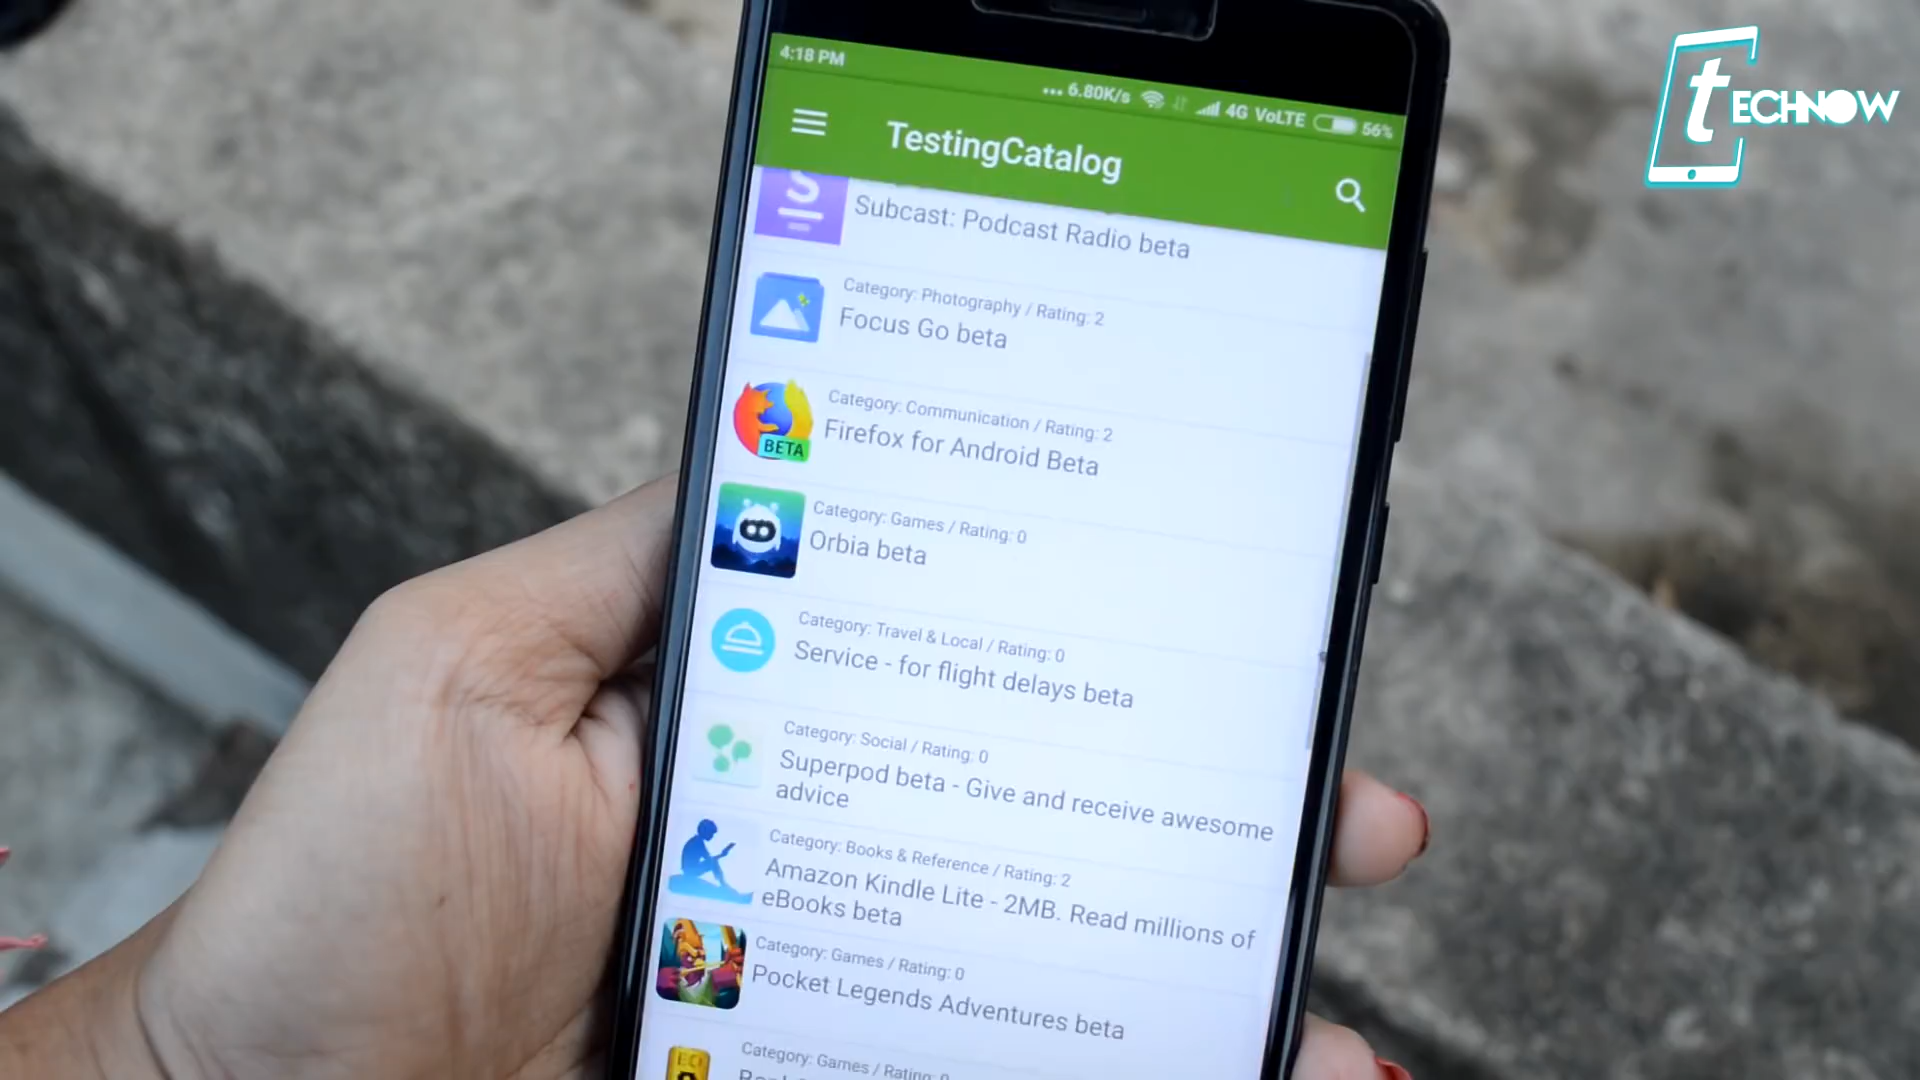 4:18 PM
... 6.80K/s 4G VoLTE 56%
TestingCatalog
tECHNOW
S
Subcast: Podcast Radio beta
Category: Photography / Rating: 2
Focus Go beta
Category: Communication / Rating: 2
Firefox for Android Beta
BETA
Category: Games / Rating: 0
Orbia beta
Category: Travel & Local / Rating: 0
Service - for flight delays beta
Category: Social / Rating: 0
Superpod beta - Give and receive awesome
advice
Category: Books & Reference / Rating: 2
Amazon Kindle Lite - 2MB. Read millions of
eBooks beta
Category: Games / Rating: 0
Pocket Legends Adventures beta
Category: Games / Rating: 0